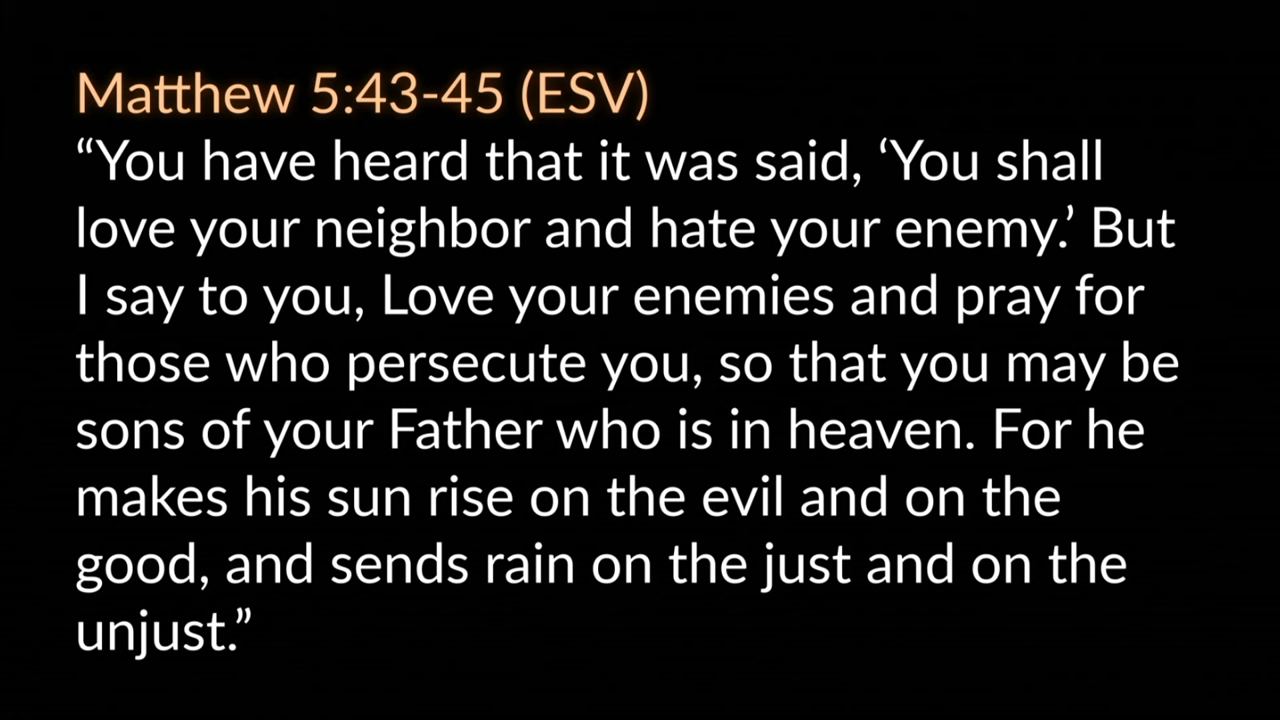 Matthew 5:43-45 (ESV)
“You have heard that it was said, ‘You shall
love your neighbor and hate your enemy.’ But
I say to you, Love your enemies and pray for
those who persecute you, so that you may be
sons of your Father who is in heaven. For he
makes his sun rise on the evil and on the
good, and sends rain on the just and on the
unjust.”